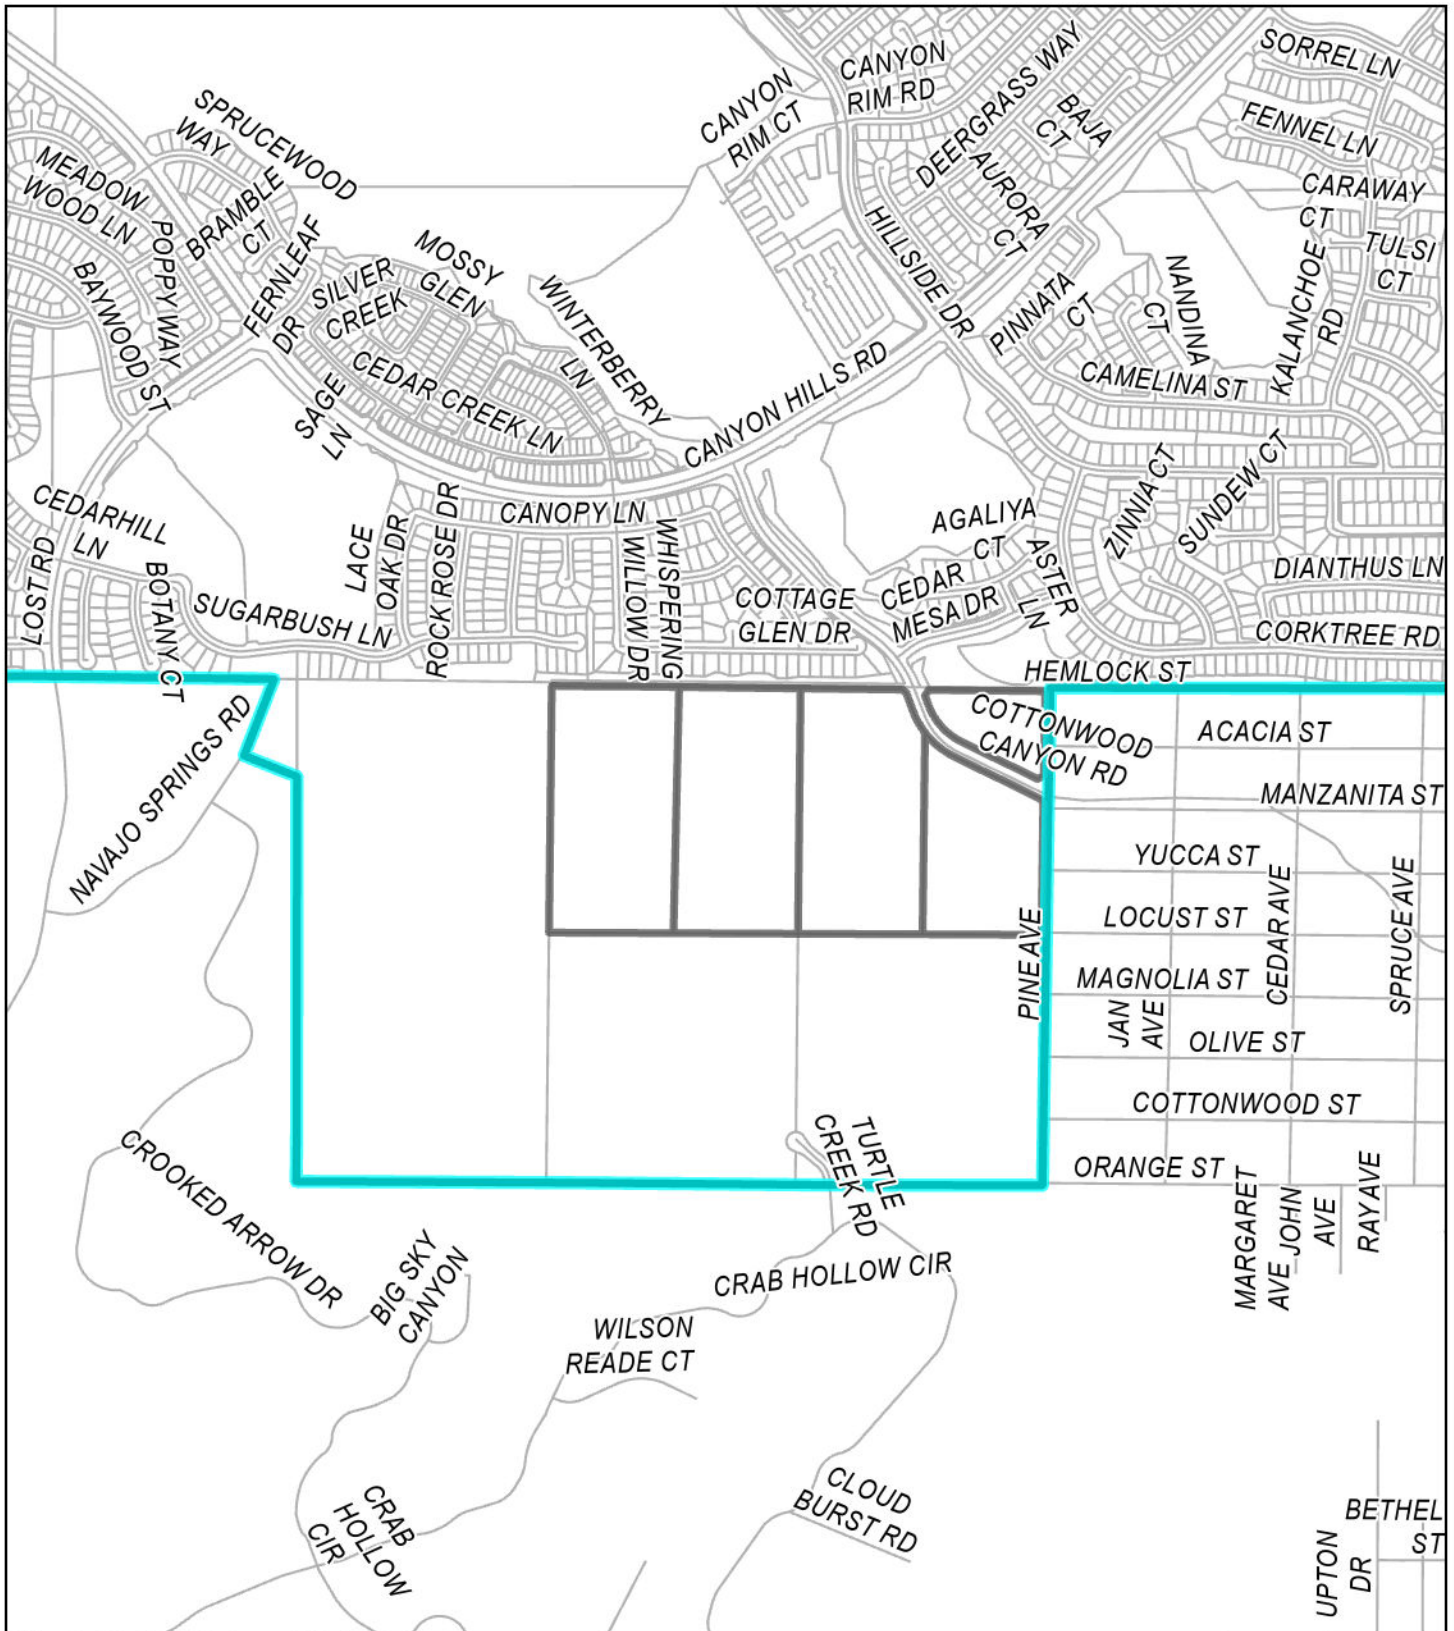 SORREL LN
CANYON
RIM RD
DEERGRASS WAY
CANYON
RIM CT
BAJA
CT
FENNEL LN
SPRUCEWOOD
WAY
MEADOW
WOOD LN
BRAMBLE
CT
AURORA
CT
CARAWAY
CT
TULSI
CT
POPPY WAY
FERNLEAF
DR
MOSSY
GLEN
SILVER
CREEK
HILLSIDE DR
KALANCHOE
RD
NANDINA
CT
PINNATA
CT
BAYWOOD ST
WINTERBERRY
LN
CEDAR CREEK LN
SAGE
LN
CANYON HILLS RD
CAMELINA ST
ZINNIA CT
SUNDEW CT
CEDARHILL
LN
LOST RD
BOTANY CT
SUGARBUSH LN
LACE
OAK DR
ROCK ROSE DR
CANOPY LN
WHISPERING
WILLOW DR
COTTAGE
GLEN DR
AGALIYA
CT
CEDAR
MESA DR
ASTER
LN
DIANTHUS LN
CORKTREE RD
HEMLOCK ST
NAVAJO SPRINGS RD
COTTONWOOD
CANYON RD
ACACIA ST
MANZANITA ST
YUCCA ST
LOCUST ST
PINE AVE
CEDAR AVE
SPRUCE AVE
MAGNOLIA ST
JAN
AVE
OLIVE ST
COTTONWOOD ST
ORANGE ST
TURTLE
CREEK RD
MARGARET
AVE
JOHN
AVE
RAY AVE
CROOKED ARROW DR
BIG SKY
CANYON
CRAB HOLLOW CIR
WILSON
READE CT
CRAB
HOLLOW
CIR
CLOUD
BURST RD
BETHEL
ST
UPTON
DR